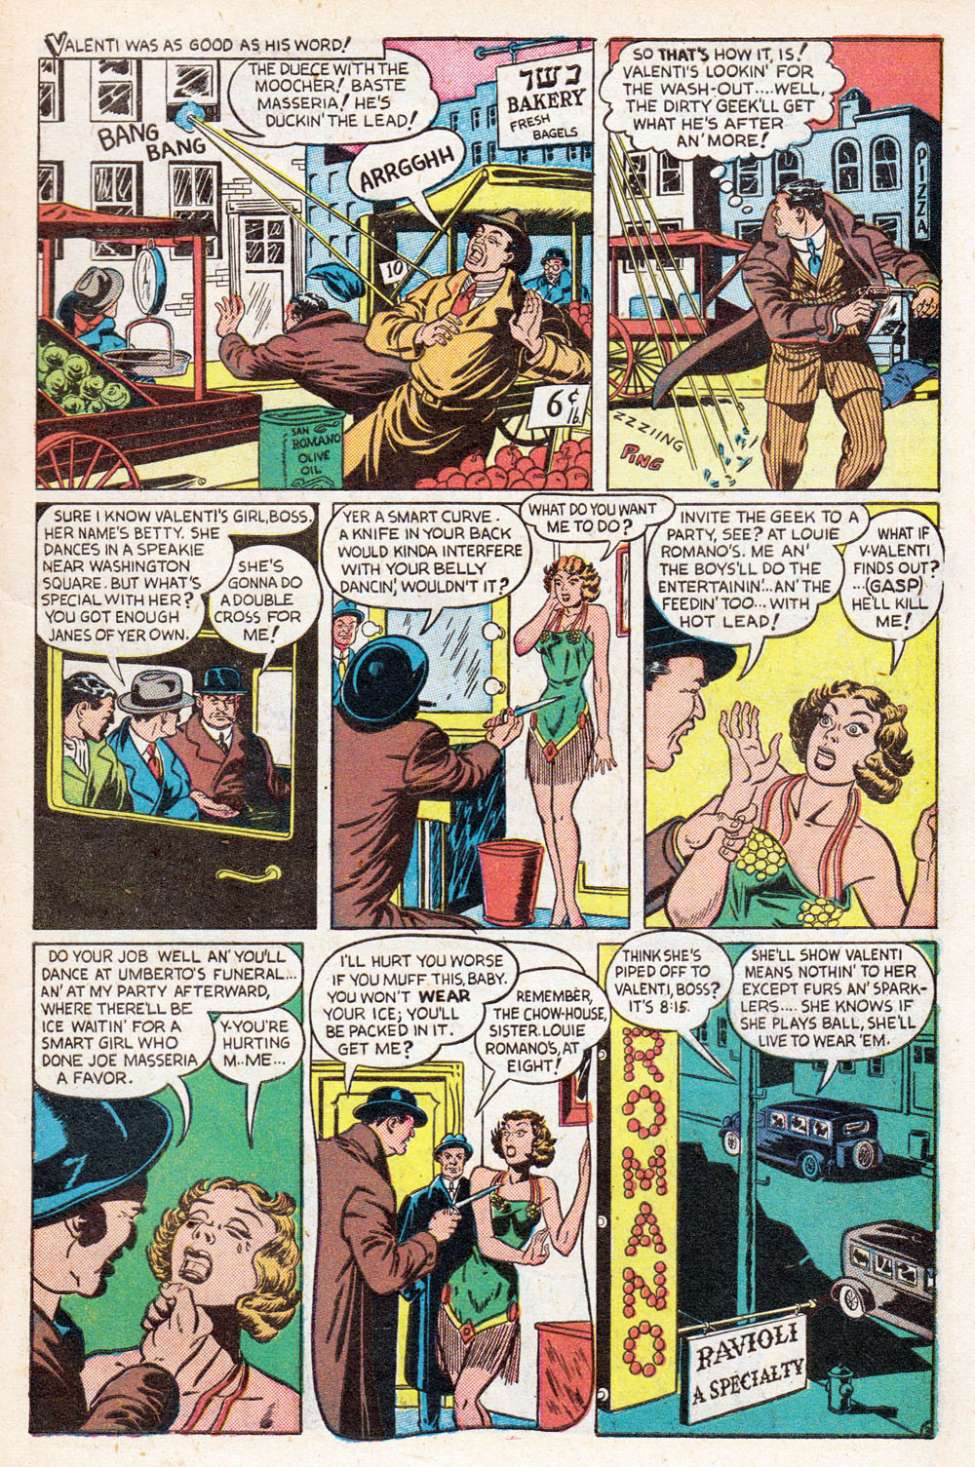 VALENTI WAS AS GOOD AS HIS WORD!
THE DUECE WITH THE
MOOCHER! BASTE
MASSERIA! HE'S
DUCKIN' THE LEAD!
BANG
BANG
ARRGGHH
כשר
BAKERY
FRESH
BAGELS
10
6¢
lb.
SAN
ROMANO
OLIVE
OIL
SO THAT'S HOW IT, IS!
VALENTI'S LOOKIN' FOR
THE WASH-OUT....WELL,
THE DIRTY GEEK'LL GET
WHAT HE'S AFTER
AN' MORE!
PIZZA
ZZZIING
PING
SURE I KNOW VALENTI'S GIRL, BOSS.
HER NAME'S BETTY. SHE
DANCES IN A SPEAKIE
NEAR WASHINGTON
SQUARE. BUT WHAT'S
SPECIAL WITH HER?
YOU GOT ENOUGH
JANES OF YER OWN.
SHE'S
GONNA DO
A DOUBLE
CROSS FOR
ME!
YER A SMART CURVE.
A KNIFE IN YOUR BACK
WOULD KINDA INTERFERE
WITH YOUR BELLY
DANCIN', WOULDN'T IT?
WHAT DO YOU WANT
ME TO DO?
INVITE THE GEEK TO A
PARTY, SEE? AT LOUIE
ROMANO'S. ME AN'
THE BOYS'LL DO THE
ENTERTAININ'...AN' THE
FEEDIN' TOO...WITH
HOT LEAD!
WHAT IF
V-VALENTI
FINDS OUT?
...(GASP)
HE'LL KILL
ME!
DO YOUR JOB WELL AN' YOU'LL
DANCE AT UMBERTO'S FUNERAL...
AN' AT MY PARTY AFTERWARD,
WHERE THERE'LL BE
ICE WAITIN' FOR A
SMART GIRL WHO
DONE JOE MASSERIA
A FAVOR.
Y-YOU'RE
HURTING
M..ME...
I'LL HURT YOU WORSE
IF YOU MUFF THIS, BABY.
YOU WON'T WEAR
YOUR ICE; YOU'LL
BE PACKED IN IT.
GET ME?
REMEMBER,
THE CHOW-HOUSE,
SISTER. LOUIE
ROMANO'S, AT
EIGHT!
THINK SHE'S
PIPED OFF TO
VALENTI, BOSS?
IT'S 8:15.
SHE'LL SHOW VALENTI
MEANS NOTHIN' TO HER
EXCEPT FURS AN' SPARK-
LERS.... SHE KNOWS IF
SHE PLAYS BALL, SHE'LL
LIVE TO WEAR 'EM.
ROMANO
RAVIOLI
A SPECIALTY